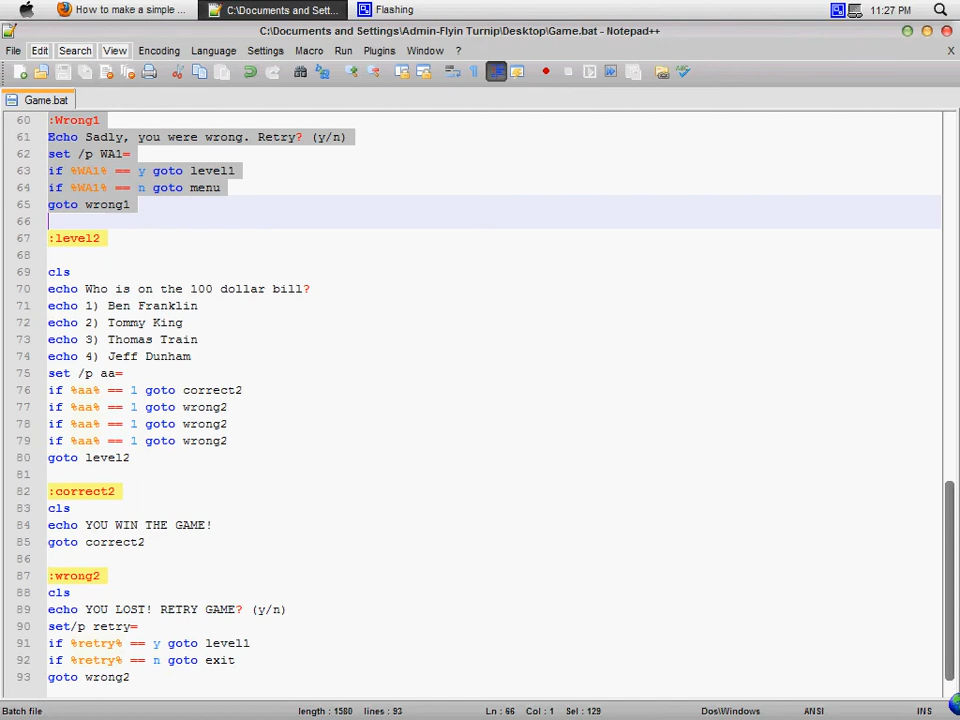 How to make a simple ...
C:\Documents and Sett...
Flashing
11:27 PM
C:\Documents and Settings\Admin-Flyin Turnip\Desktop\Game.bat - Notepad++
File Edit Search View Encoding Language Settings Macro Run Plugins Window ? X
Game.bat
60 :Wrong1
61 Echo Sadly, you were wrong. Retry? (y/n)
62 set /p WA1=
63 if %WA1% == y goto level1
64 if %WA1% == n goto menu
65 goto wrong1
66
67 :level2
68
69 cls
70 echo Who is on the 100 dollar bill?
71 echo 1) Ben Franklin
72 echo 2) Tommy King
73 echo 3) Thomas Train
74 echo 4) Jeff Dunham
75 set /p aa=
76 if %aa% == 1 goto correct2
77 if %aa% == 1 goto wrong2
78 if %aa% == 1 goto wrong2
79 if %aa% == 1 goto wrong2
80 goto level2
81
82 :correct2
83 cls
84 echo YOU WIN THE GAME!
85 goto correct2
86
87 :wrong2
88 cls
89 echo YOU LOST! RETRY GAME? (y/n)
90 set/p retry=
91 if %retry% == y goto level1
92 if %retry% == n goto exit
93 goto wrong2
Batch file length : 1580 lines : 93 Ln : 66 Col : 1 Sel : 129 Dos\Windows ANSI INS